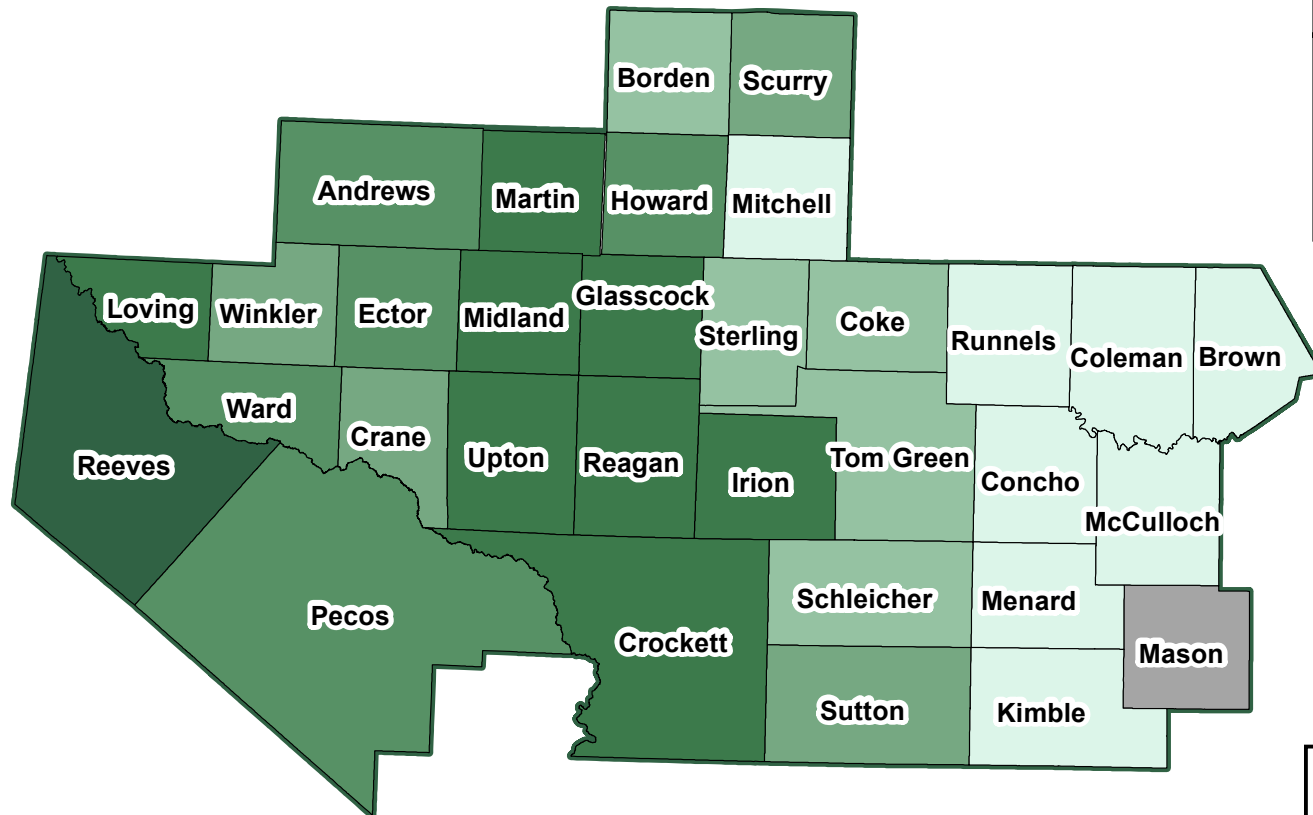 Borden
Scurry
Andrews
Martin
Howard
Mitchell
Loving
Winkler
Ector
Midland
Glasscock
Sterling
Coke
Runnels
Coleman
Brown
Ward
Crane
Reeves
Upton
Reagan
Irion
Tom Green
Concho
McCulloch
Pecos
Crockett
Schleicher
Menard
Mason
Sutton
Kimble